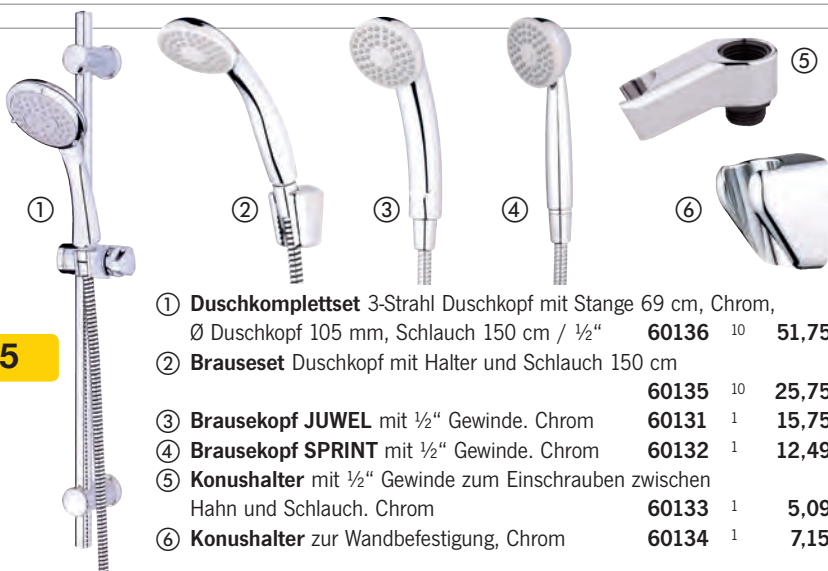 ⑤
① ② ③ ④ ⑥
① Duschkomplettset 3-Strahl Duschkopf mit Stange 69 cm, Chrom,
Ø Duschkopf 105 mm, Schlauch 150 cm / ½“ 60136 10 51,75
5
② Brauseset Duschkopf mit Halter und Schlauch 150 cm
60135 10 25,75
③ Brausekopf JUWEL mit ½“ Gewinde. Chrom 60131 1 15,75
④ Brausekopf SPRINT mit ½“ Gewinde. Chrom 60132 1 12,49
⑤ Konushalter mit ½“ Gewinde zum Einschrauben zwischen
Hahn und Schlauch. Chrom 60133 1 5,09
⑥ Konushalter zur Wandbefestigung, Chrom 60134 1 7,15